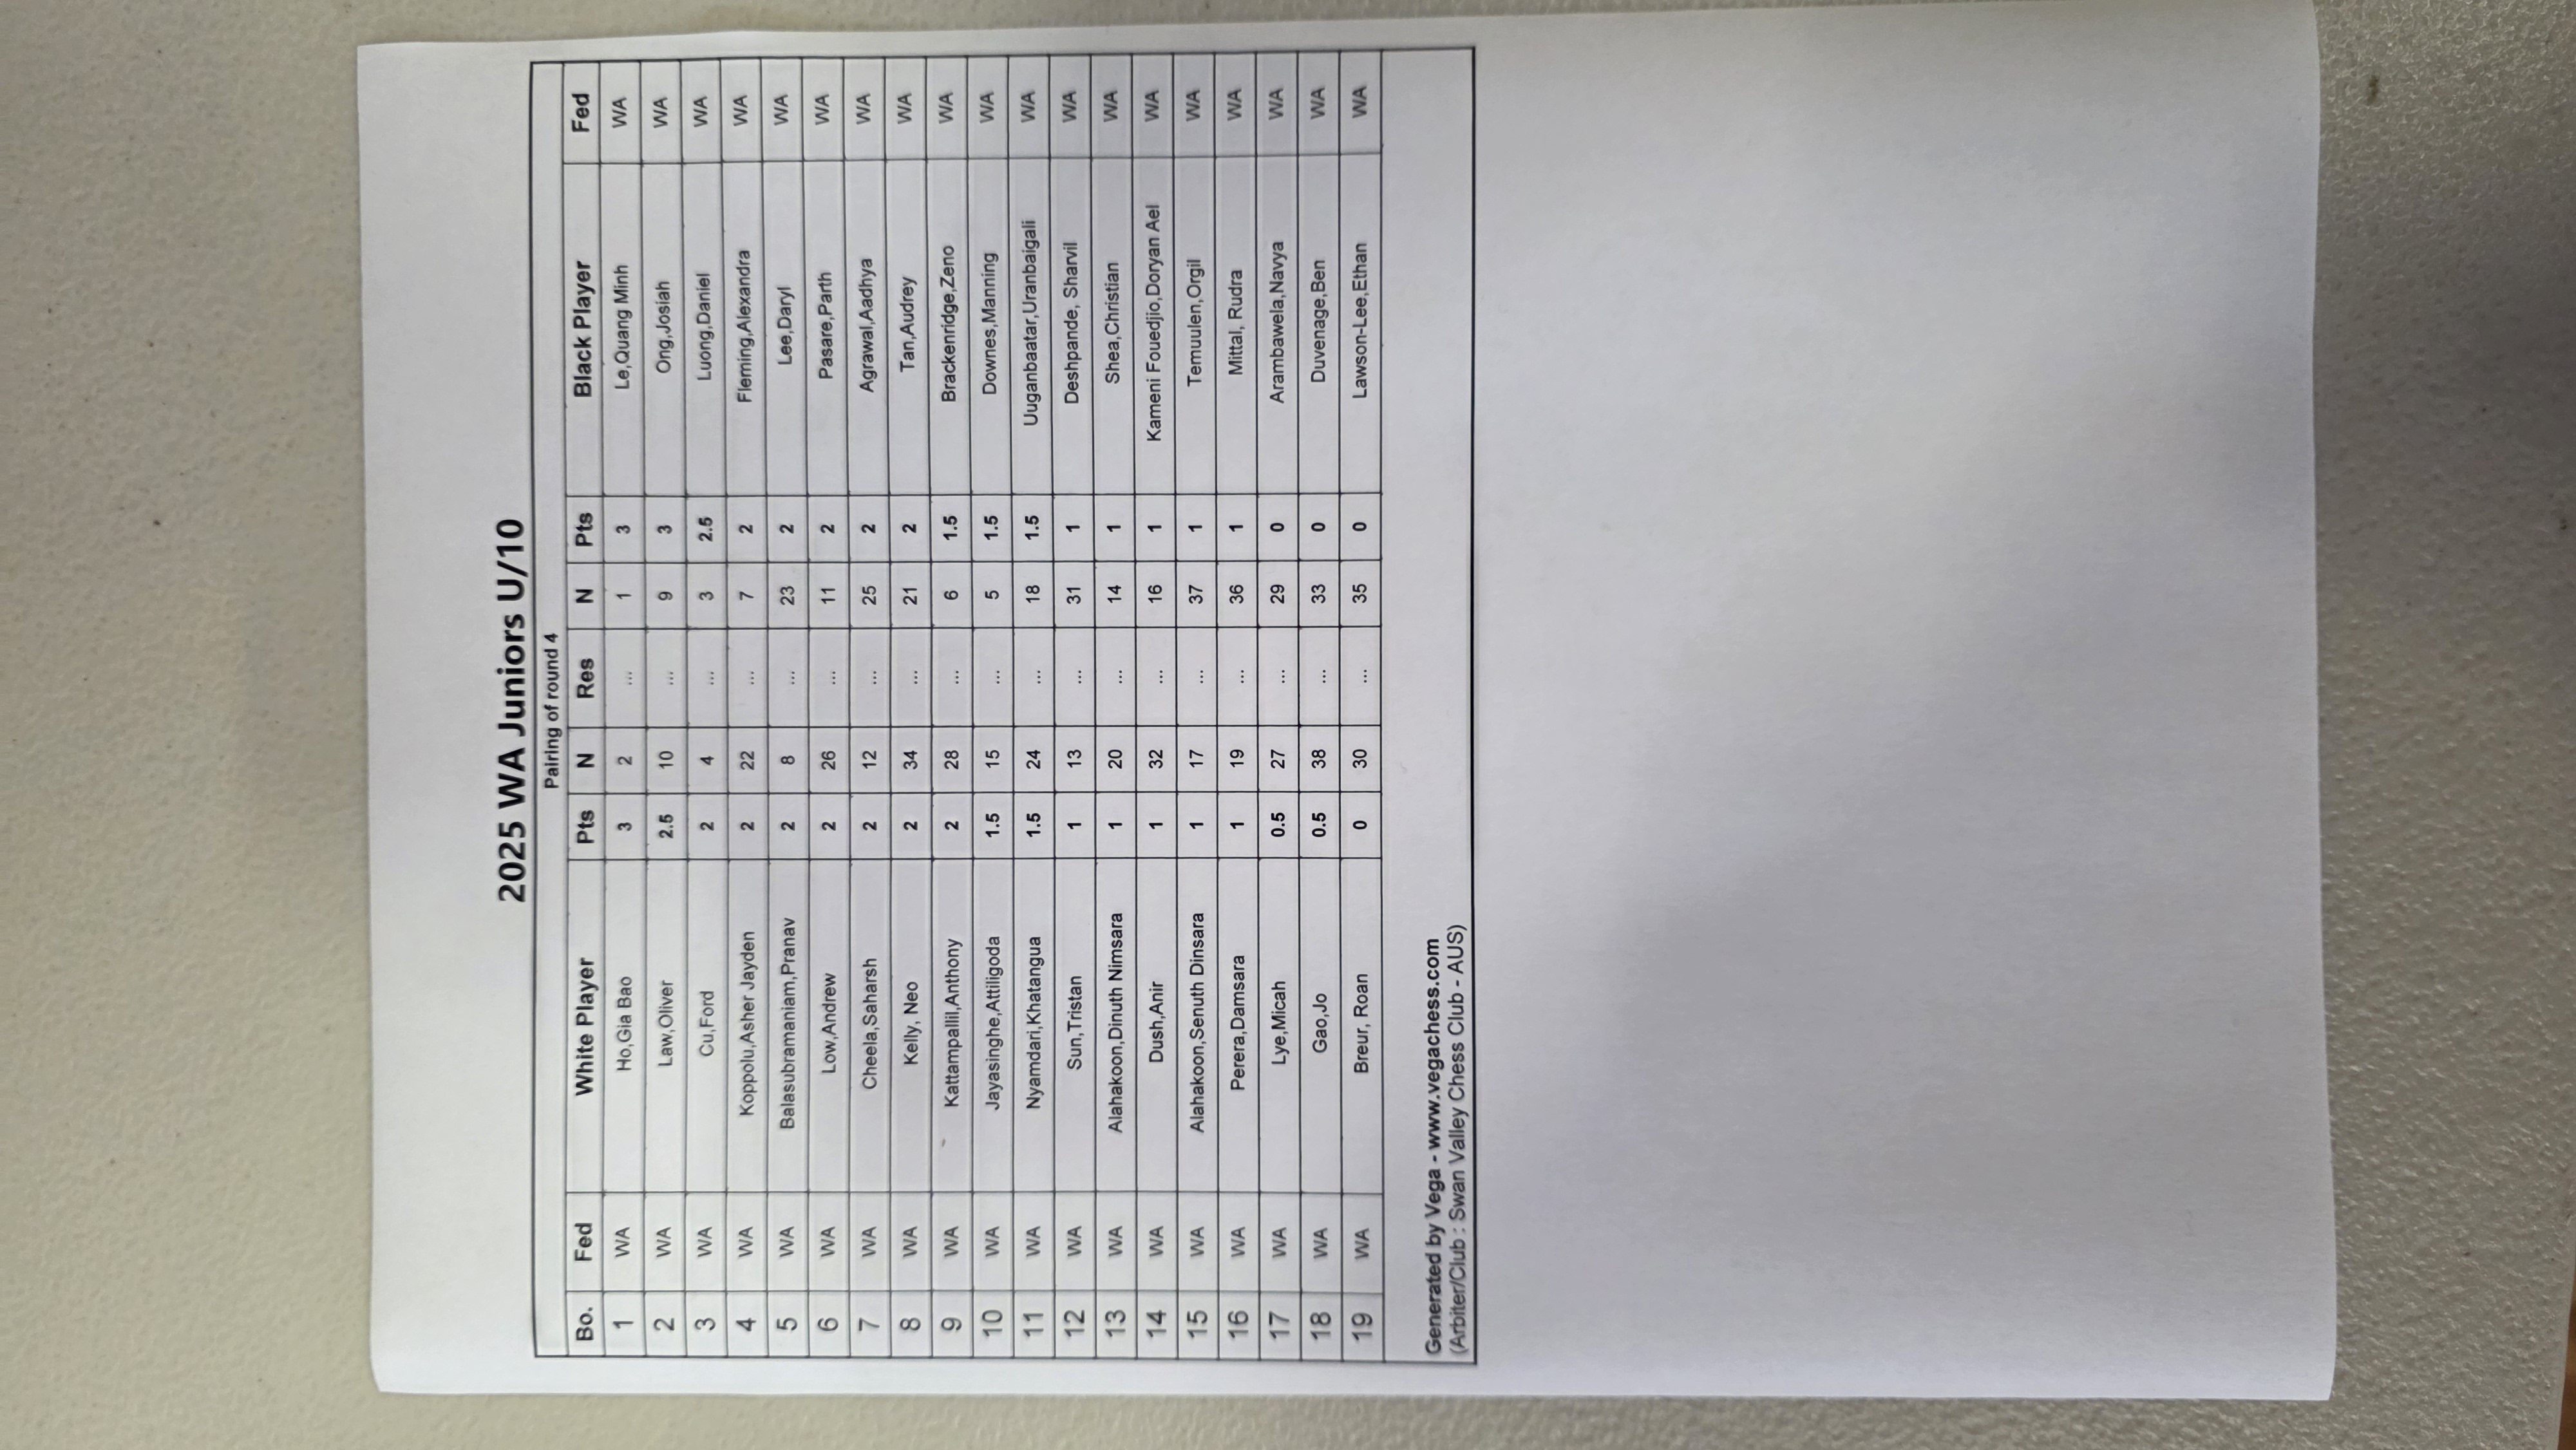 2025 WA Juniors U/10
Pairing of round 4
Bo. Fed White Player Pts N Res N Pts Black Player Fed
1 WA Ho,Gia Bao 3 2 ... 1 3 Le,Quang Minh WA
2 WA Law,Oliver 2.5 10 ... 9 3 Ong,Josiah WA
3 WA Cu,Ford 2 4 ... 3 2.5 Luong,Daniel WA
4 WA Koppolu,Asher Jayden 2 22 ... 7 2 Fleming,Alexandra WA
5 WA Balasubramaniam,Pranav 2 8 ... 23 2 Lee,Daryl WA
6 WA Low,Andrew 2 26 ... 11 2 Pasare,Parth WA
7 WA Cheela,Saharsh 2 12 ... 25 2 Agrawal,Aadhya WA
8 WA Kelly, Neo 2 34 ... 21 2 Tan,Audrey WA
9 WA Kattampallil,Anthony 2 28 ... 6 1.5 Brackenridge,Zeno WA
10 WA Jayasinghe,Attiligoda 1.5 15 ... 5 1.5 Downes,Manning WA
11 WA Nyamdari,Khatangua 1.5 24 ... 18 1.5 Uuganbaatar,Uranbaigali WA
12 WA Sun,Tristan 1 13 ... 31 1 Deshpande, Sharvil WA
13 WA Alahakoon,Dinuth Nimsara 1 20 ... 14 1 Shea,Christian WA
14 WA Dush,Anir 1 32 ... 16 1 Kameni Fouedjio,Doryan Ael WA
15 WA Alahakoon,Senuth Dinsara 1 17 ... 37 1 Temuulen,Orgil WA
16 WA Perera,Damsara 1 19 ... 36 1 Mittal, Rudra WA
17 WA Lye,Micah 0.5 27 ... 29 0 Arambawela,Navya WA
18 WA Gao,Jo 0.5 38 ... 33 0 Duvenage,Ben WA
19 WA Breur, Roan 0 30 ... 35 0 Lawson-Lee,Ethan WA
Generated by Vega - www.vegachess.com
(Arbiter/Club : Swan Valley Chess Club - AUS)